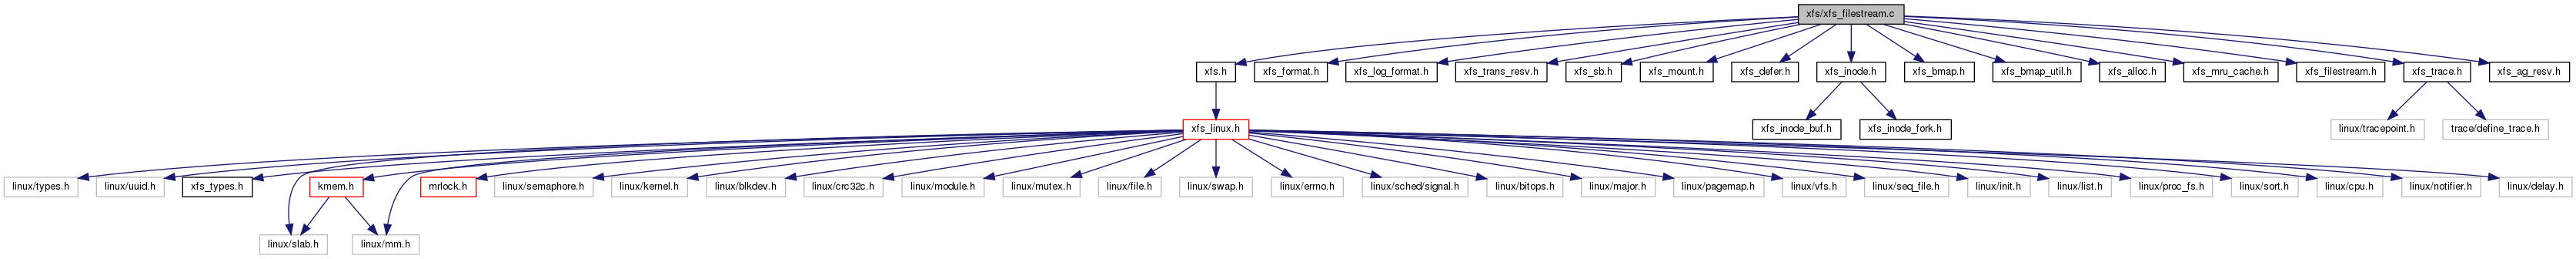 xfs/xfs_filestream.c
xfs.h
xfs_format.h
xfs_log_format.h
xfs_trans_resv.h
xfs_sb.h
xfs_mount.h
xfs_defer.h
xfs_inode.h
xfs_bmap.h
xfs_bmap_util.h
xfs_alloc.h
xfs_mru_cache.h
xfs_filestream.h
xfs_trace.h
xfs_ag_resv.h
xfs_linux.h
xfs_inode_buf.h
xfs_inode_fork.h
linux/tracepoint.h
trace/define_trace.h
linux/types.h
linux/uuid.h
xfs_types.h
kmem.h
mrlock.h
linux/semaphore.h
linux/kernel.h
linux/blkdev.h
linux/crc32c.h
linux/module.h
linux/mutex.h
linux/file.h
linux/swap.h
linux/errno.h
linux/sched/signal.h
linux/bitops.h
linux/major.h
linux/pagemap.h
linux/vfs.h
linux/seq_file.h
linux/init.h
linux/list.h
linux/proc_fs.h
linux/sort.h
linux/cpu.h
linux/notifier.h
linux/delay.h
linux/slab.h
linux/mm.h